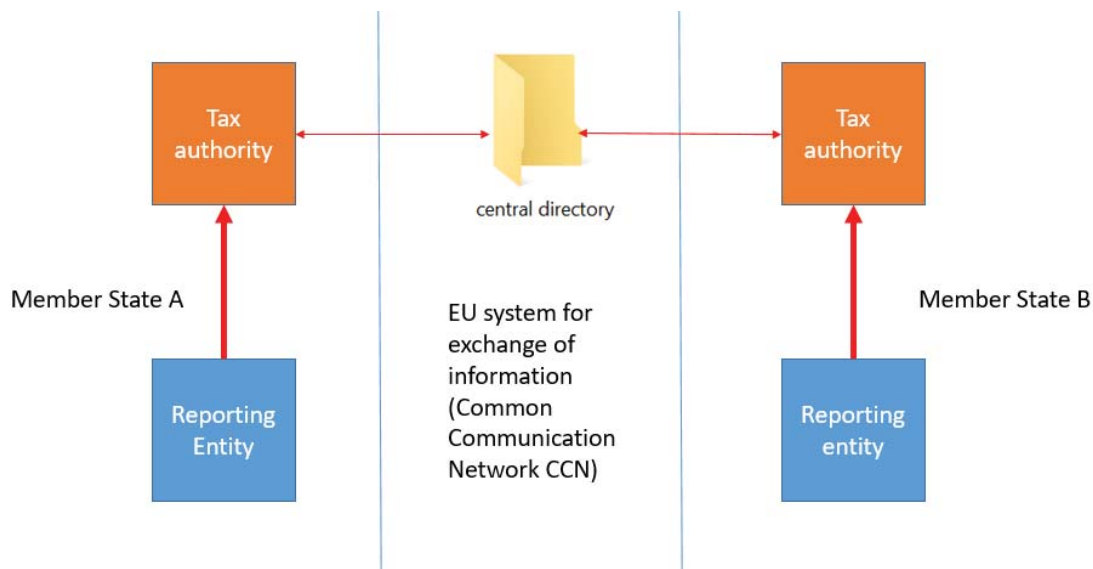 Tax
authority
central directory
Tax
authority
Member State A
EU system for
exchange of
information
(Common
Communication
Network CCN)
Member State B
Reporting
Entity
Reporting
entity